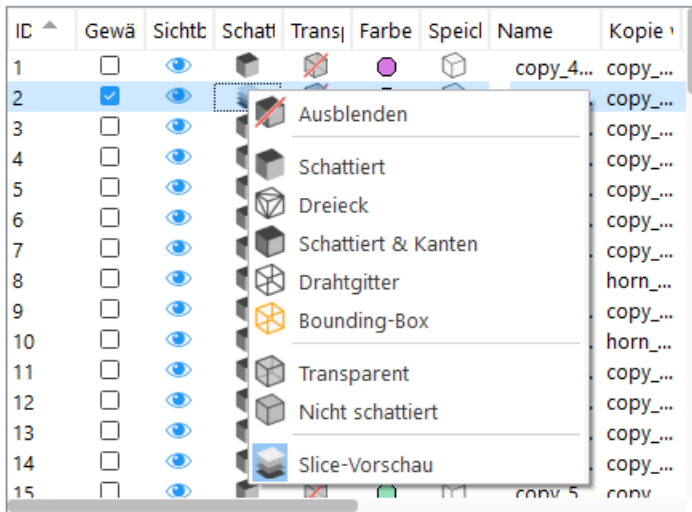 ID Gewä Sichtb Schatt Transp Farbe Speicl Name Kopie v
1 copy_4... copy_...
2 copy_...
Ausblenden
3 copy_...
4 copy_...
Schattiert
5 copy_...
Dreieck
6 copy_...
7 copy_...
Schattiert & Kanten
8 horn_...
Drahtgitter
9 copy_...
Bounding-Box
10 horn_...
11 copy_...
Transparent
12 copy_...
Nicht schattiert
13 copy_...
14 copy_...
Slice-Vorschau
15 copy_5 copy